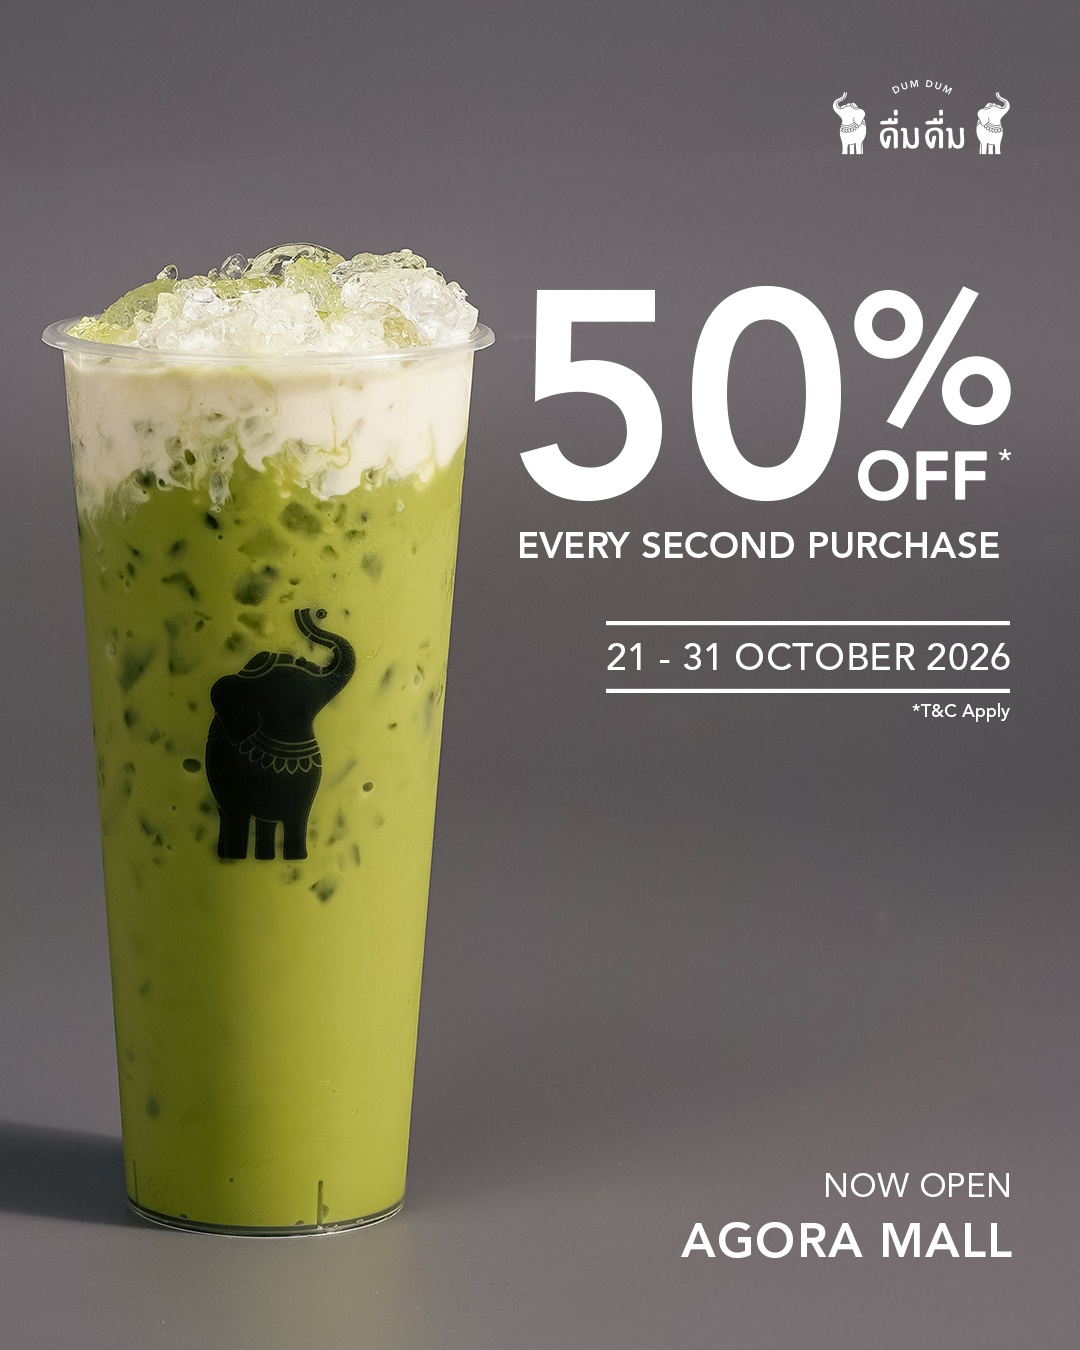 DUM DUM
ดื่มดื่ม
50%
OFF*
EVERY SECOND PURCHASE
21 - 31 OCTOBER 2026
*T&C Apply
NOW OPEN
AGORA MALL